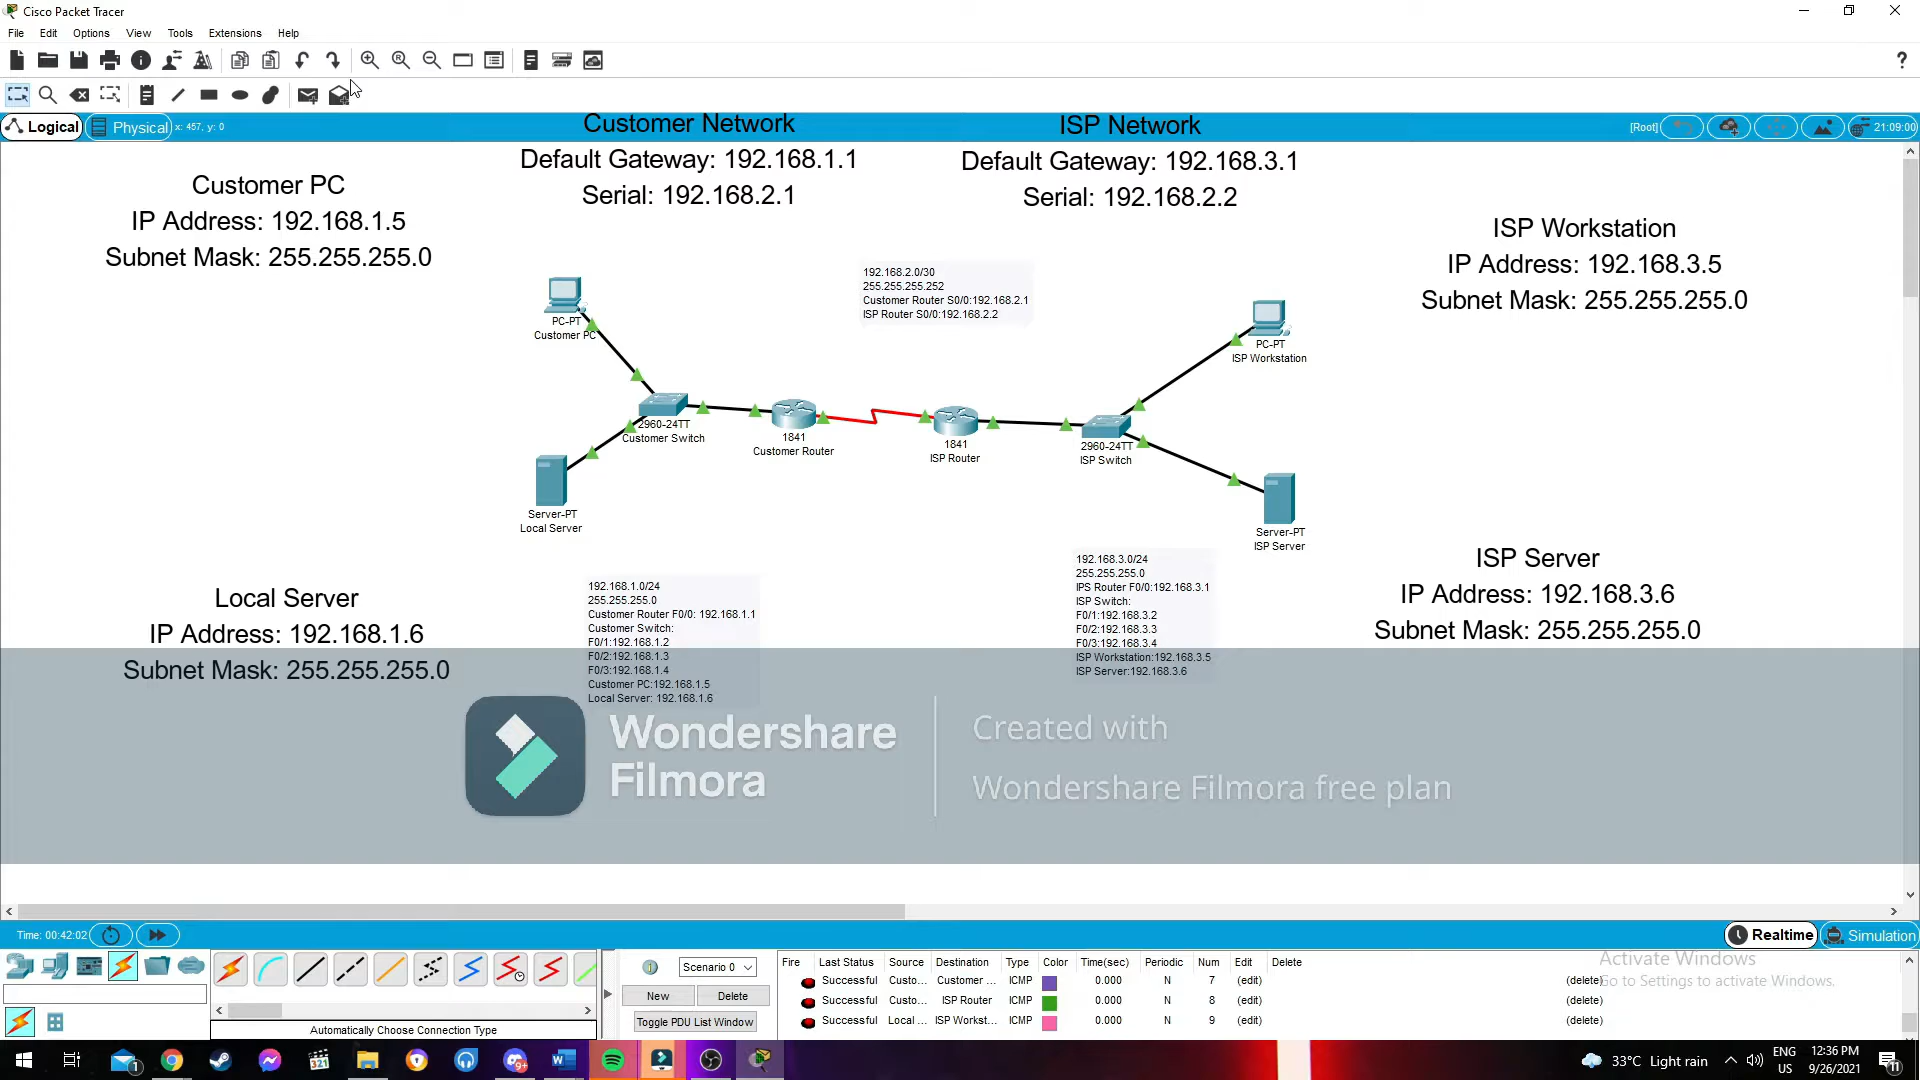 Cisco Packet Tracer
File Edit Options View Tools Extensions Help
Logical Physical x: 457, y: 0
[Root] 21:09:00
Customer Network
Default Gateway: 192.168.1.1
Serial: 192.168.2.1
ISP Network
Default Gateway: 192.168.3.1
Serial: 192.168.2.2
Customer PC
IP Address: 192.168.1.5
Subnet Mask: 255.255.255.0
ISP Workstation
IP Address: 192.168.3.5
Subnet Mask: 255.255.255.0
192.168.2.0/30
255.255.255.252
Customer Router S0/0:192.168.2.1
ISP Router S0/0:192.168.2.2
PC-PT
Customer PC
PC-PT
ISP Workstation
2960-24TT
Customer Switch
1841
Customer Router
1841
ISP Router
2960-24TT
ISP Switch
Server-PT
Local Server
Server-PT
ISP Server
Local Server
IP Address: 192.168.1.6
Subnet Mask: 255.255.255.0
192.168.1.0/24
255.255.255.0
Customer Router F0/0: 192.168.1.1
Customer Switch:
F0/1:192.168.1.2
F0/2:192.168.1.3
F0/3:192.168.1.4
Customer PC:192.168.1.5
Local Server: 192.168.1.6
192.168.3.0/24
255.255.255.0
IPS Router F0/0:192.168.3.1
ISP Switch:
F0/1:192.168.3.2
F0/2:192.168.3.3
F0/3:192.168.3.4
ISP Workstation:192.168.3.5
ISP Server:192.168.3.6
ISP Server
IP Address: 192.168.3.6
Subnet Mask: 255.255.255.0
Wondershare
Filmora
Created with
Wondershare Filmora free plan
Time: 00:42:02
Realtime Simulation
Scenario 0
New Delete
Toggle PDU List Window
Automatically Choose Connection Type
Fire Last Status Source Destination Type Color Time(sec) Periodic Num Edit Delete
Successful Custo... Customer ... ICMP 0.000 N 7 (edit) (delete)
Successful Custo... ISP Router ICMP 0.000 N 8 (edit) (delete)
Successful Local ... ISP Workst... ICMP 0.000 N 9 (edit) (delete)
Activate Windows
Go to Settings to activate Windows.
33°C Light rain
ENG
US
12:36 PM
9/26/2021